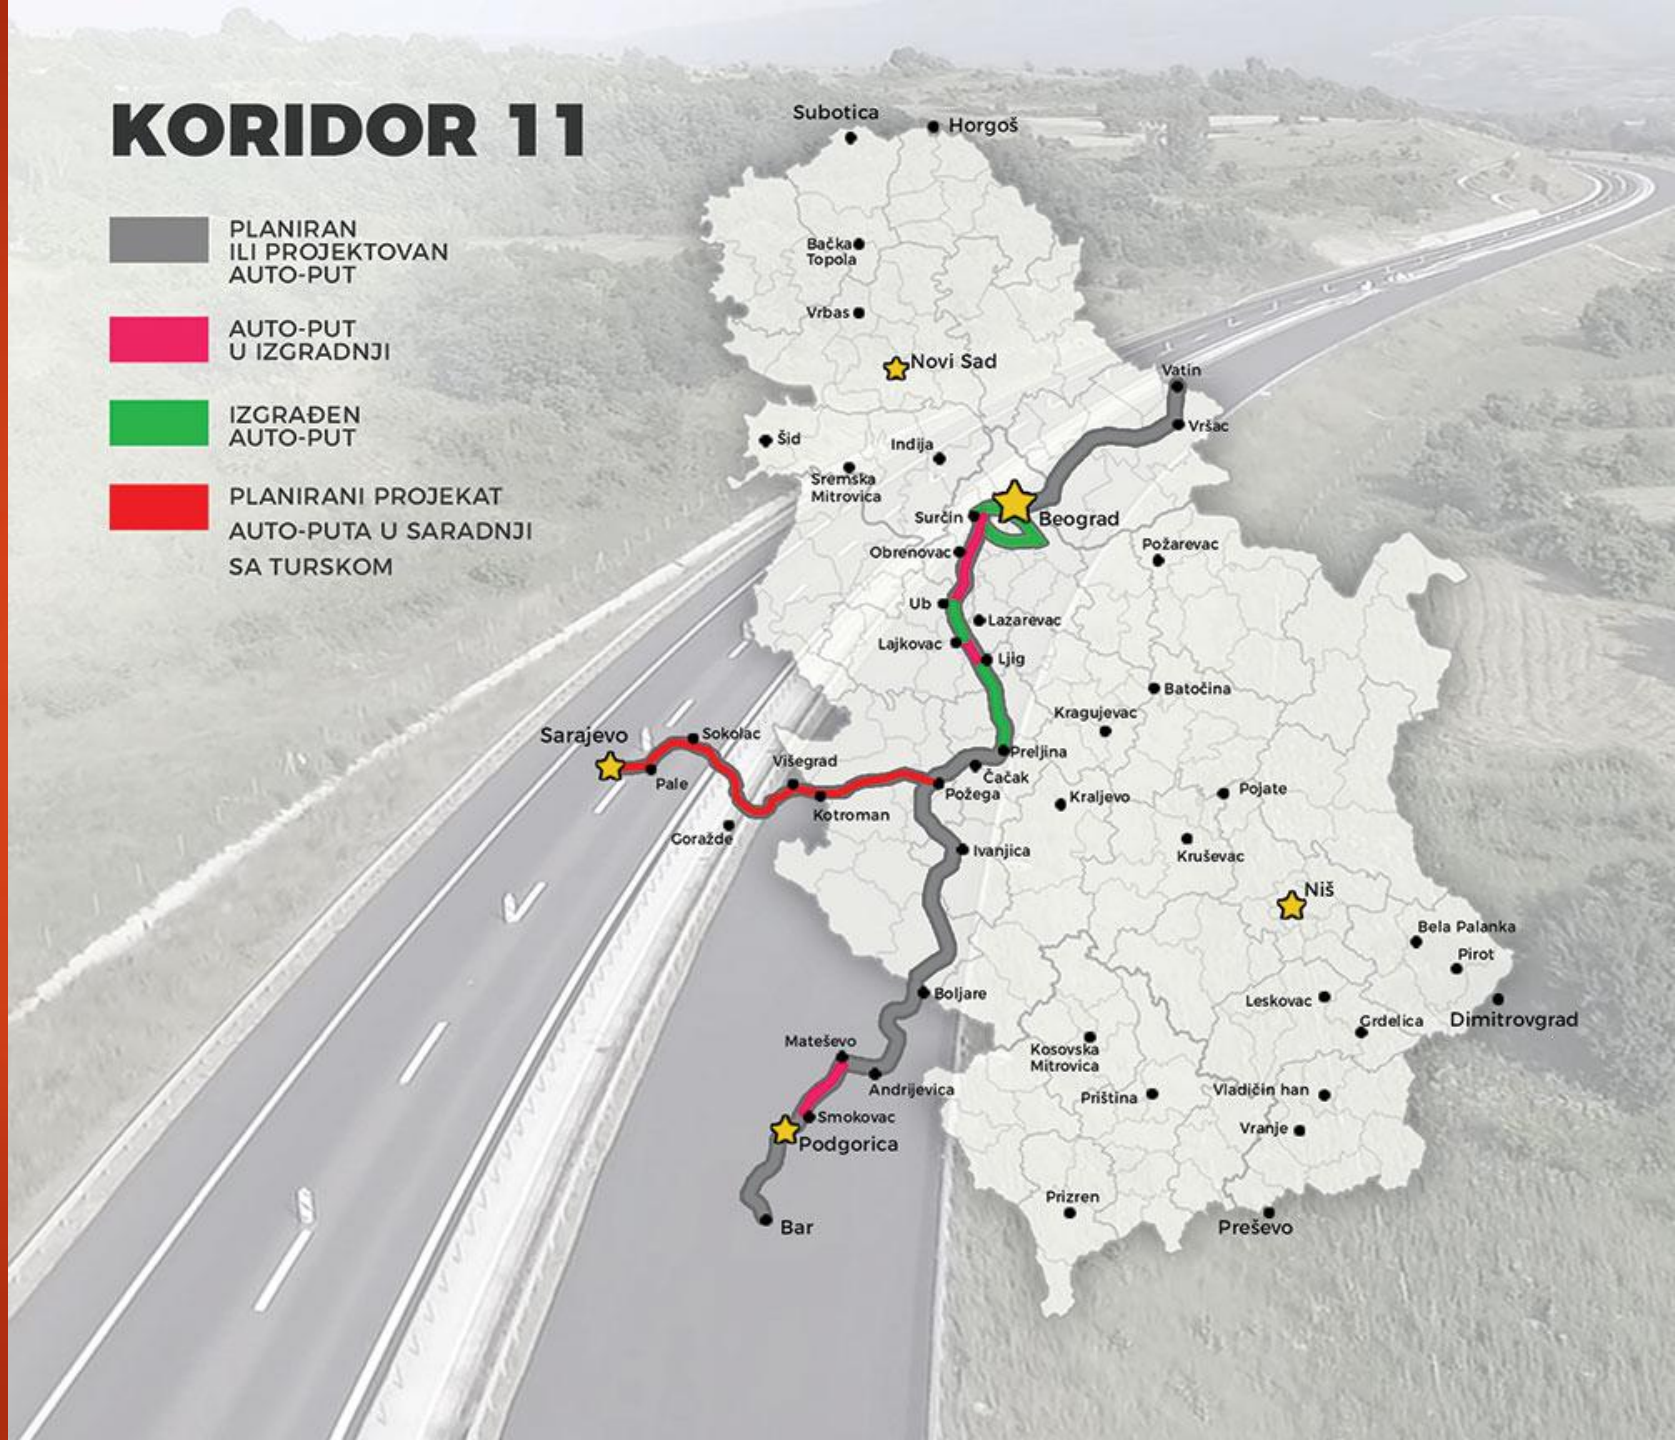 KORIDOR 11
PLANIRAN
ILI PROJEKTOVAN
AUTO-PUT
AUTO-PUT
U IZGRADNJI
IZGRAĐEN
AUTO-PUT
PLANIRANI PROJEKAT
AUTO-PUTA U SARADNJI
SA TURSKOM
Subotica
Horgoš
Bačka
Topola
Vrbas
Novi Sad
Vatin
Vršac
Šid
Inđija
Sremska
Mitrovica
Surčin
Beograd
Obrenovac
Požarevac
Ub
Lazarevac
Lajkovac
Ljig
Batočina
Kragujevac
Sarajevo
Sokolac
Preljina
Višegrad
Čačak
Pale
Požega
Kraljevo
Pojate
Kotroman
Goražde
Ivanjica
Kruševac
Niš
Bela Palanka
Pirot
Boljare
Leskovac
Grdelica
Dimitrovgrad
Mateševo
Kosovska
Mitrovica
Andrijevica
Priština
Vladičin han
Smokovac
Vranje
Podgorica
Prizren
Bar
Preševo